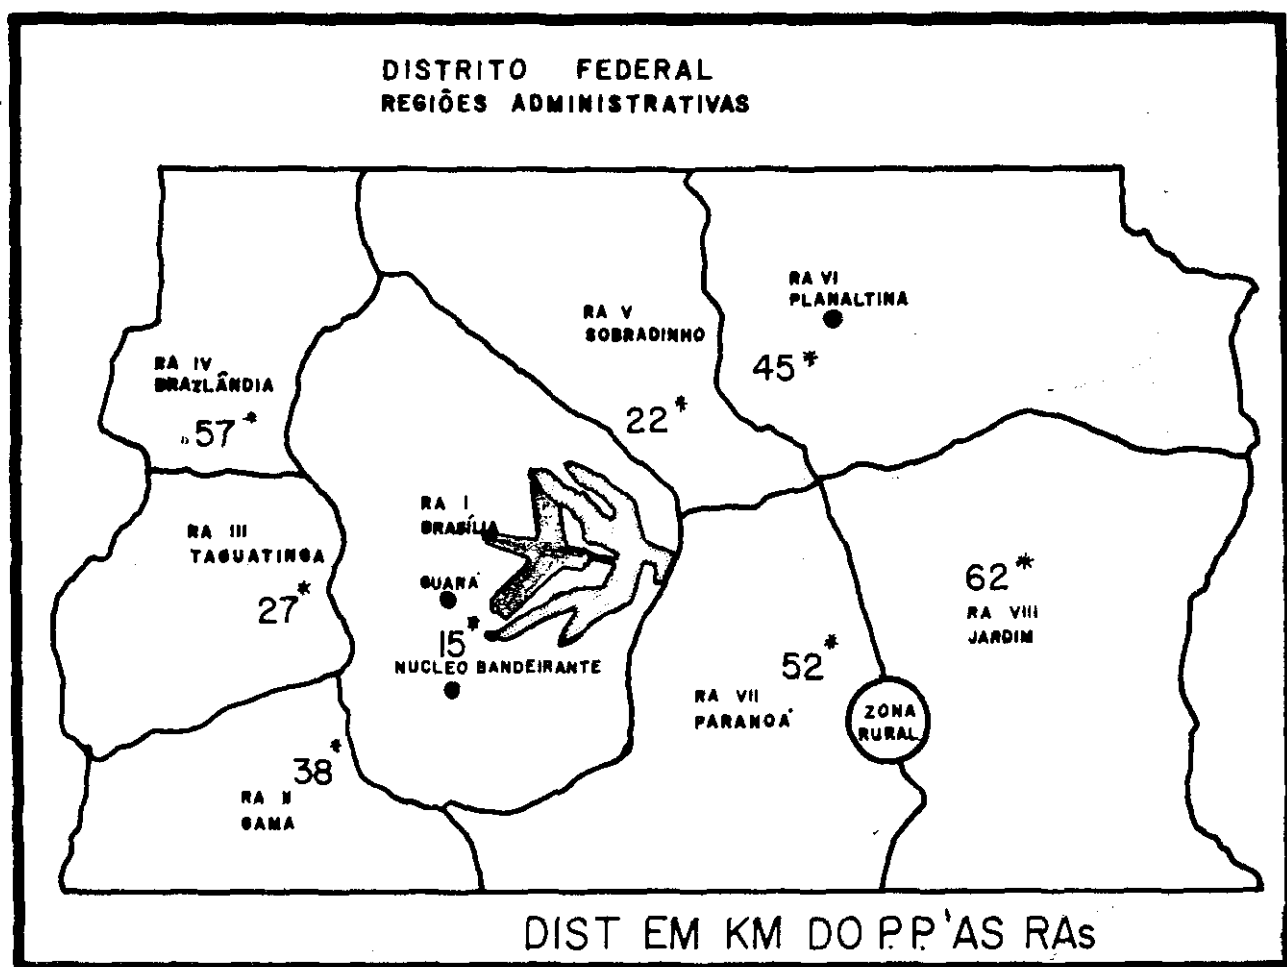 DISTRITO FEDERAL
REGIÕES ADMINISTRATIVAS
RA VI
PLANALTINA
45*
RA V
SOBRADINHO
22*
RA IV
BRAZLÂNDIA
57*
RA I
BRASÍLIA
RA III
TAGUATINGA
27*
GUARÁ
15*
NUCLEO BANDEIRANTE
62*
RA VIII
JARDIM
52*
RA VII
PARANOÁ
ZONA
RURAL
38*
RA II
GAMA
DIST EM KM DO P.P. 'AS RAs